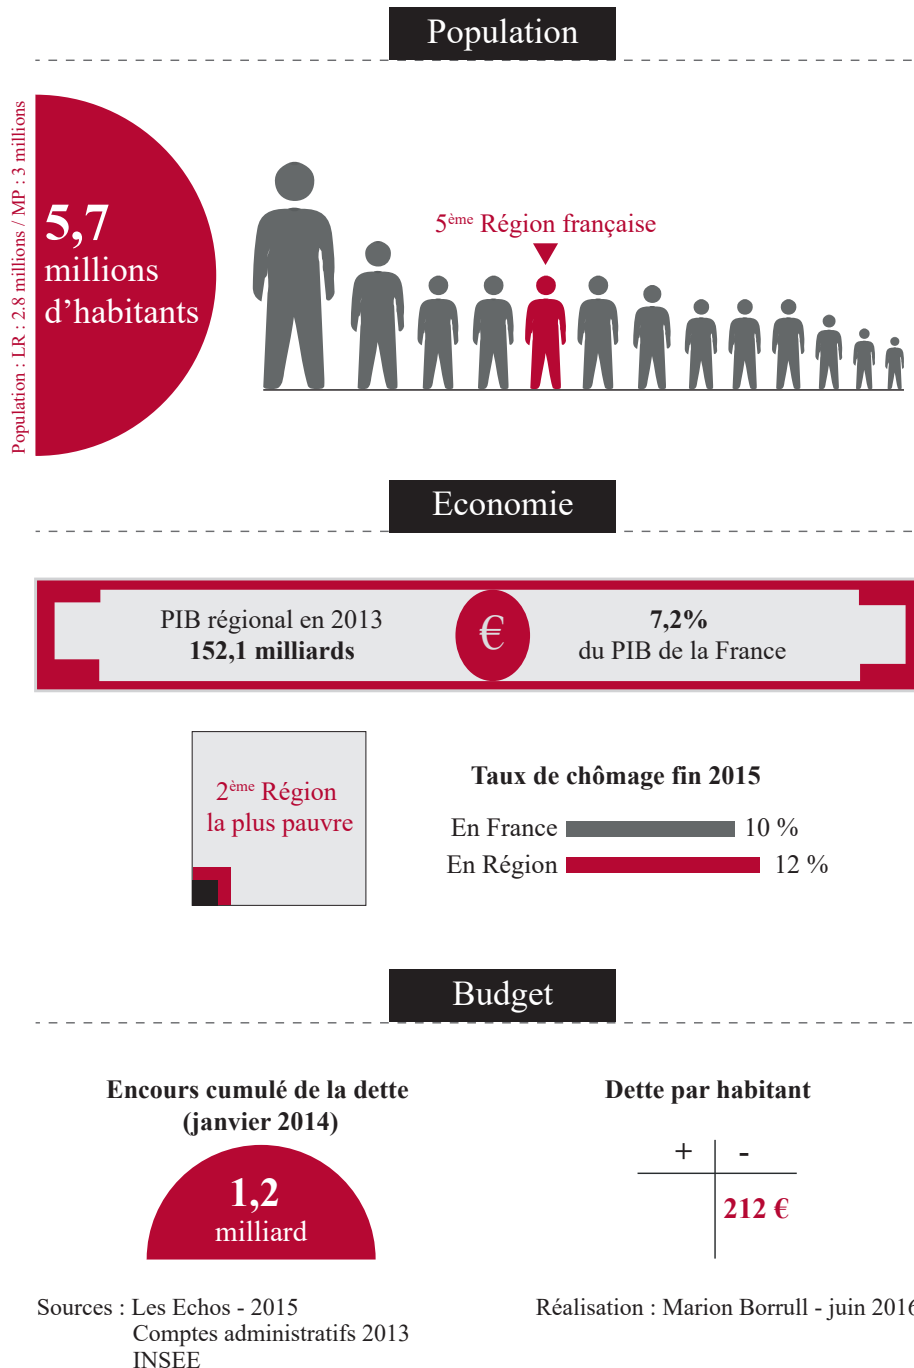 Population
Population : LR : 2.8 millions / MP : 3 millions
5,7
millions
d'habitants
5ème Région française
Economie
PIB régional en 2013
152,1 milliards
€
7,2%
du PIB de la France
2ème Région
la plus pauvre
Taux de chômage fin 2015
En France 10 %
En Région 12 %
Budget
Encours cumulé de la dette
(janvier 2014)
1,2
milliard
Dette par habitant
+ -
212 €
Sources : Les Echos - 2015
Comptes administratifs 2013
INSEE
Réalisation : Marion Borrull - juin 2016